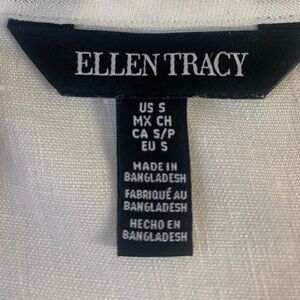 ELLEN TRACY
US S
MX CH
CA S/P
EU S
MADE IN
BANGLADESH
FABRIQUÉ AU
BANGLADESH
HECHO EN
BANGLADESH